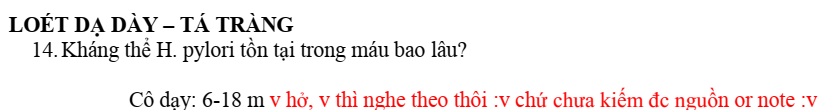 LOÉT DẠ DÀY – TÁ TRÀNG
14. Kháng thể H. pylori tồn tại trong máu bao lâu?
Cô dạy: 6-18 m v hở, v thì nghe theo thôi :v chứ chưa kiếm đc nguồn or note :v